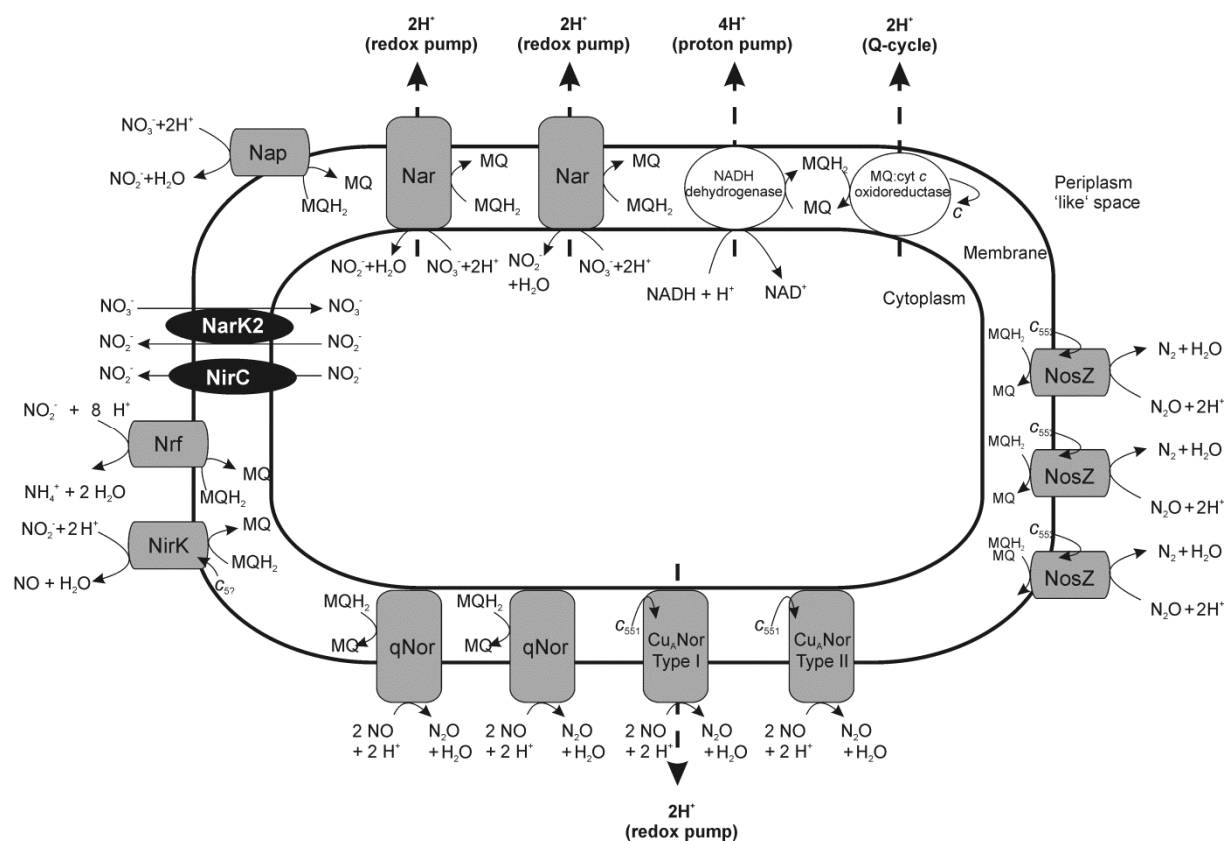 2H⁺
(redox pump)
2H⁺
(redox pump)
4H⁺
(proton pump)
2H⁺
(Q-cycle)
NO₃⁻+2H⁺
NO₂⁻+H₂O
Nap
MQ
MQH₂
Nar
MQ
MQH₂
NO₂⁻+H₂O
NO₃⁻+2H⁺
Nar
MQ
MQH₂
NO₂⁻
+H₂O
NO₃⁻+2H⁺
NADH
dehydrogenase
MQH₂
MQ
NADH + H⁺
NAD⁺
MQ:cyt c
oxidoreductase
c
Periplasm
'like' space
Membrane
Cytoplasm
NO₃⁻
NO₃⁻
NarK2
NO₂⁻
NO₂⁻
NO₂⁻
NirC
NO₂⁻
NO₂⁻ + 8 H⁺
Nrf
MQ
MQH₂
NH₄⁺ + 2 H₂O
NO₂⁻+2H⁺
NirK
MQ
MQH₂
NO + H₂O
c₅?
MQH₂
c₅₅₂
NosZ
MQ
N₂ + H₂O
N₂O + 2H⁺
MQH₂
c₅₅₂
NosZ
MQ
N₂ + H₂O
N₂O + 2H⁺
MQH₂
MQ
c₅₅₂
NosZ
N₂ + H₂O
N₂O + 2H⁺
MQH₂
MQ
qNor
MQH₂
MQ
qNor
c₅₅₁
CuₐNor
Type I
c₅₅₁
CuₐNor
Type II
2 NO
+ 2 H⁺
N₂O
+H₂O
2 NO
+ 2 H⁺
N₂O
+H₂O
2 NO
+ 2 H⁺
N₂O
+H₂O
2 NO
+ 2 H⁺
N₂O
+H₂O
2H⁺
(redox pump)